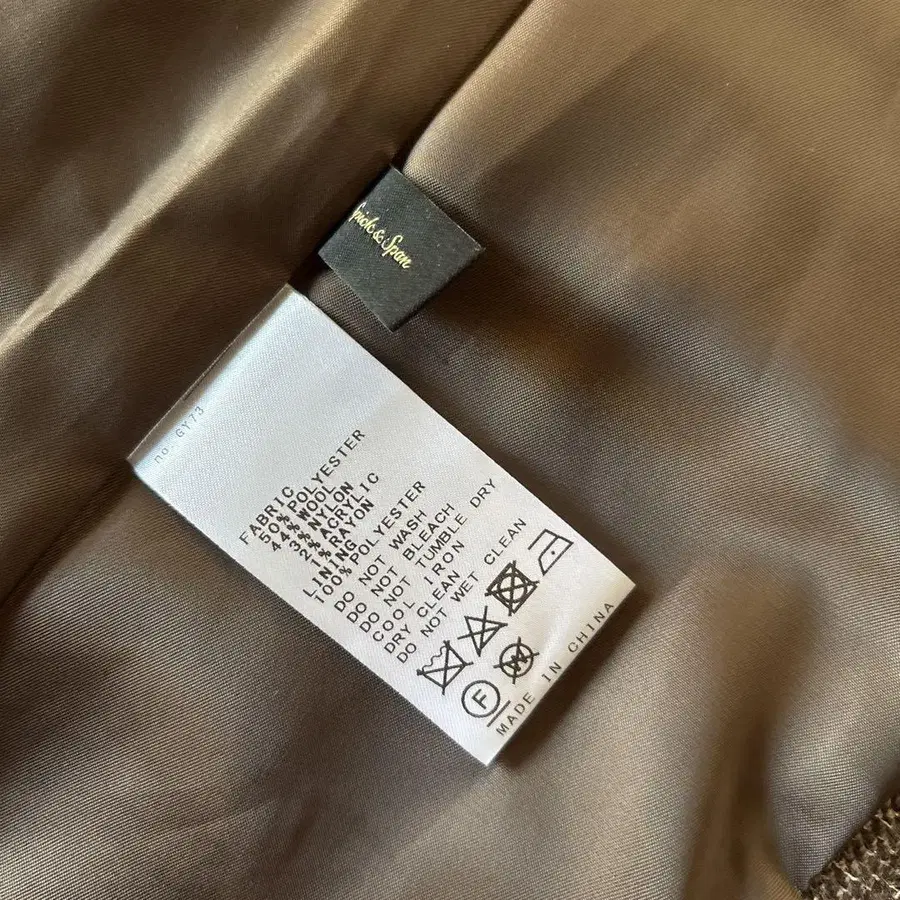 Spick & Span
no. GY73
FABRIC
50% POLYESTER
44% WOOL
3% NYLON
2% ACRYLIC
1% RAYON
LINING
100% POLYESTER
DO NOT WASH
DO NOT BLEACH
DO NOT TUMBLE DRY
COOL IRON
DRY CLEAN
DO NOT WET CLEAN
W
F
MADE IN CHINA